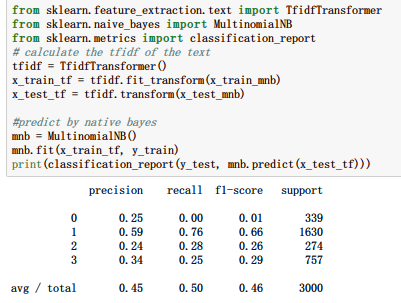 from sklearn.feature_extraction.text import TfidfTransformer
from sklearn.naive_bayes import MultinomialNB
from sklearn.metrics import classification_report
# calculate the tfidf of the text
tfidf = TfidfTransformer()
x_train_tf = tfidf.fit_transform(x_train_mnb)
x_test_tf = tfidf.transform(x_test_mnb)
#predict by native bayes
mnb = MultinomialNB()
mnb.fit(x_train_tf, y_train)
print(classification_report(y_test, mnb.predict(x_test_tf)))
precision recall f1-score support
0 0.25 0.00 0.01 339
1 0.59 0.76 0.66 1630
2 0.24 0.28 0.26 274
3 0.34 0.25 0.29 757
avg / total 0.45 0.50 0.46 3000